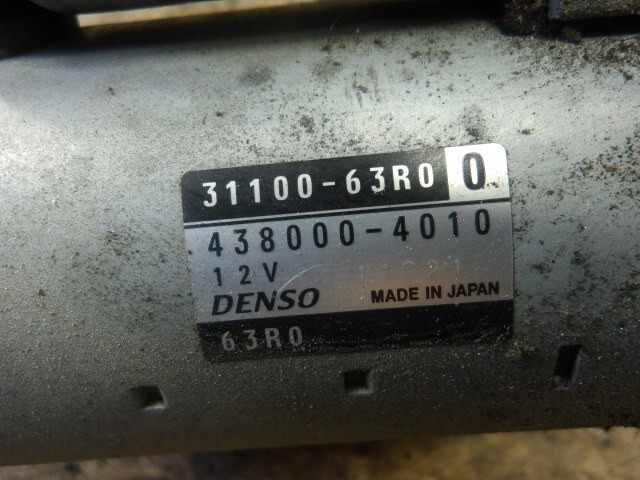 31100-63R0 0
438000-4010
12V
DENSO MADE IN JAPAN
63R0